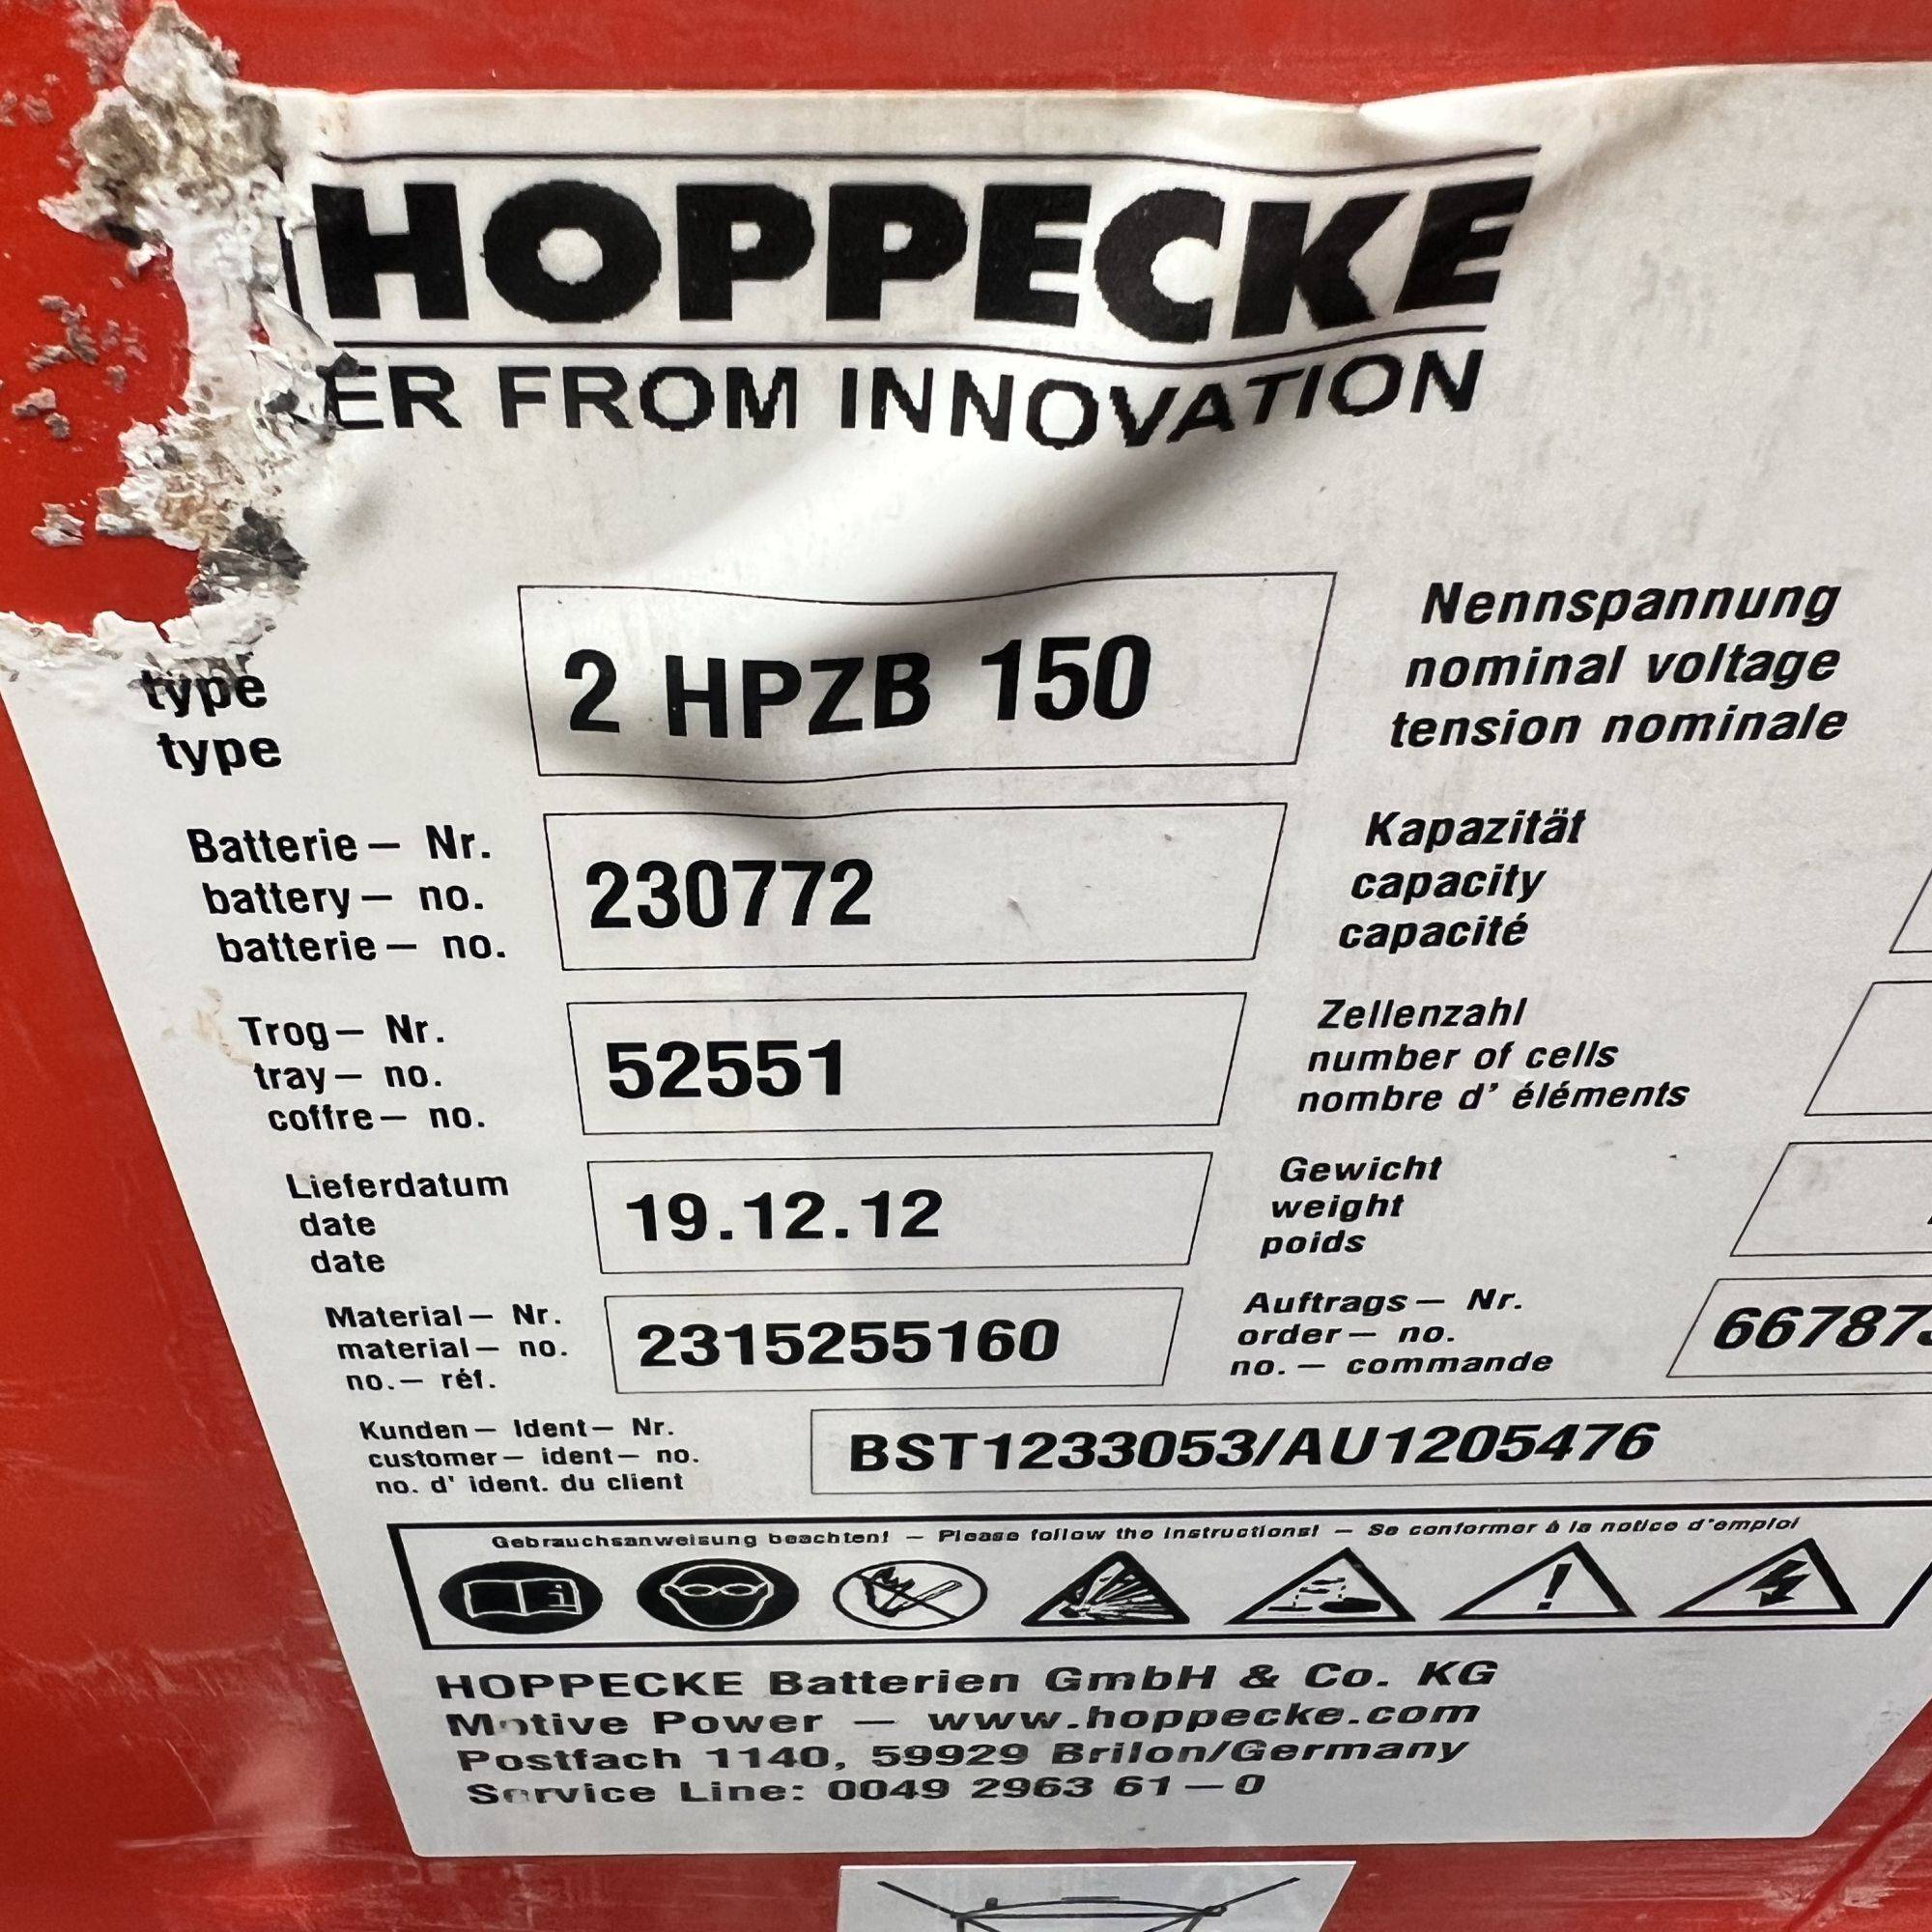 HOPPECKE
ER FROM INNOVATION
type
type
2 HPZB 150
Nennspannung
nominal voltage
tension nominale
Batterie– Nr.
battery– no.
batterie– no.
230772
Kapazität
capacity
capacité
Trog– Nr.
tray– no.
coffre– no.
52551
Zellenzahl
number of cells
nombre d' éléments
Lieferdatum
date
date
19.12.12
Gewicht
weight
poids
Material– Nr.
material– no.
no.– réf.
2315255160
Auftrags– Nr.
order– no.
no.– commande
66787
Kunden– Ident– Nr.
customer– ident– no.
no. d' ident. du client
BST1233053/AU1205476
Gebrauchsanweisung beachten! – Please follow the instructions! – Se conformer à la notice d'emploi
HOPPECKE Batterien GmbH & Co. KG
Motive Power – www.hoppecke.com
Postfach 1140, 59929 Brilon/Germany
Service Line: 0049 2963 61–0